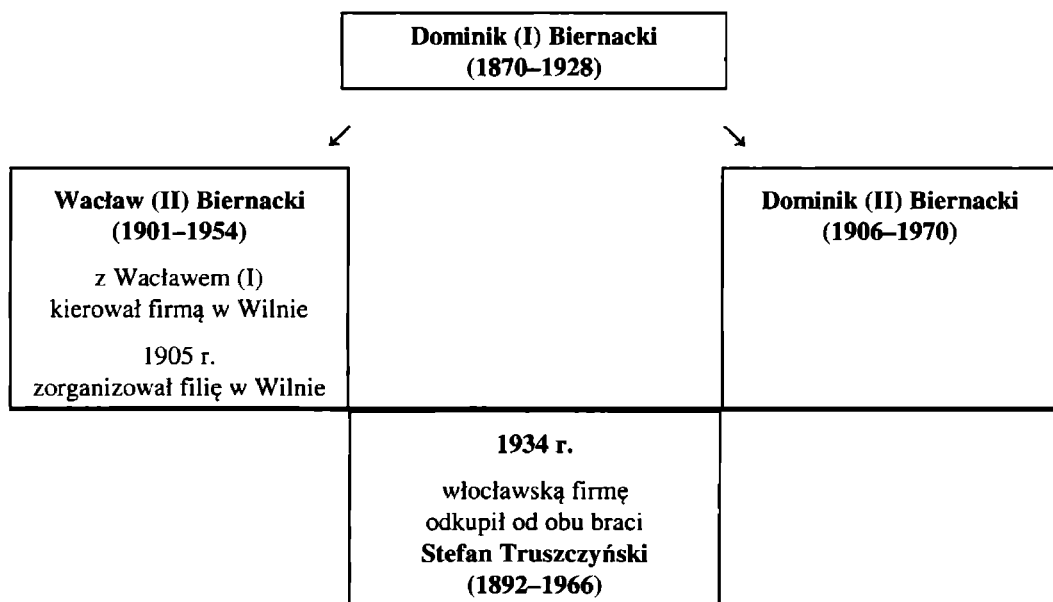 Dominik (I) Biernacki
(1870–1928)
Wacław (II) Biernacki
(1901–1954)
z Wacławem (I)
kierował firmą w Wilnie
1905 r.
zorganizował filię w Wilnie
Dominik (II) Biernacki
(1906–1970)
1934 r.
włocławską firmę
odkupił od obu braci
Stefan Truszczyński
(1892–1966)